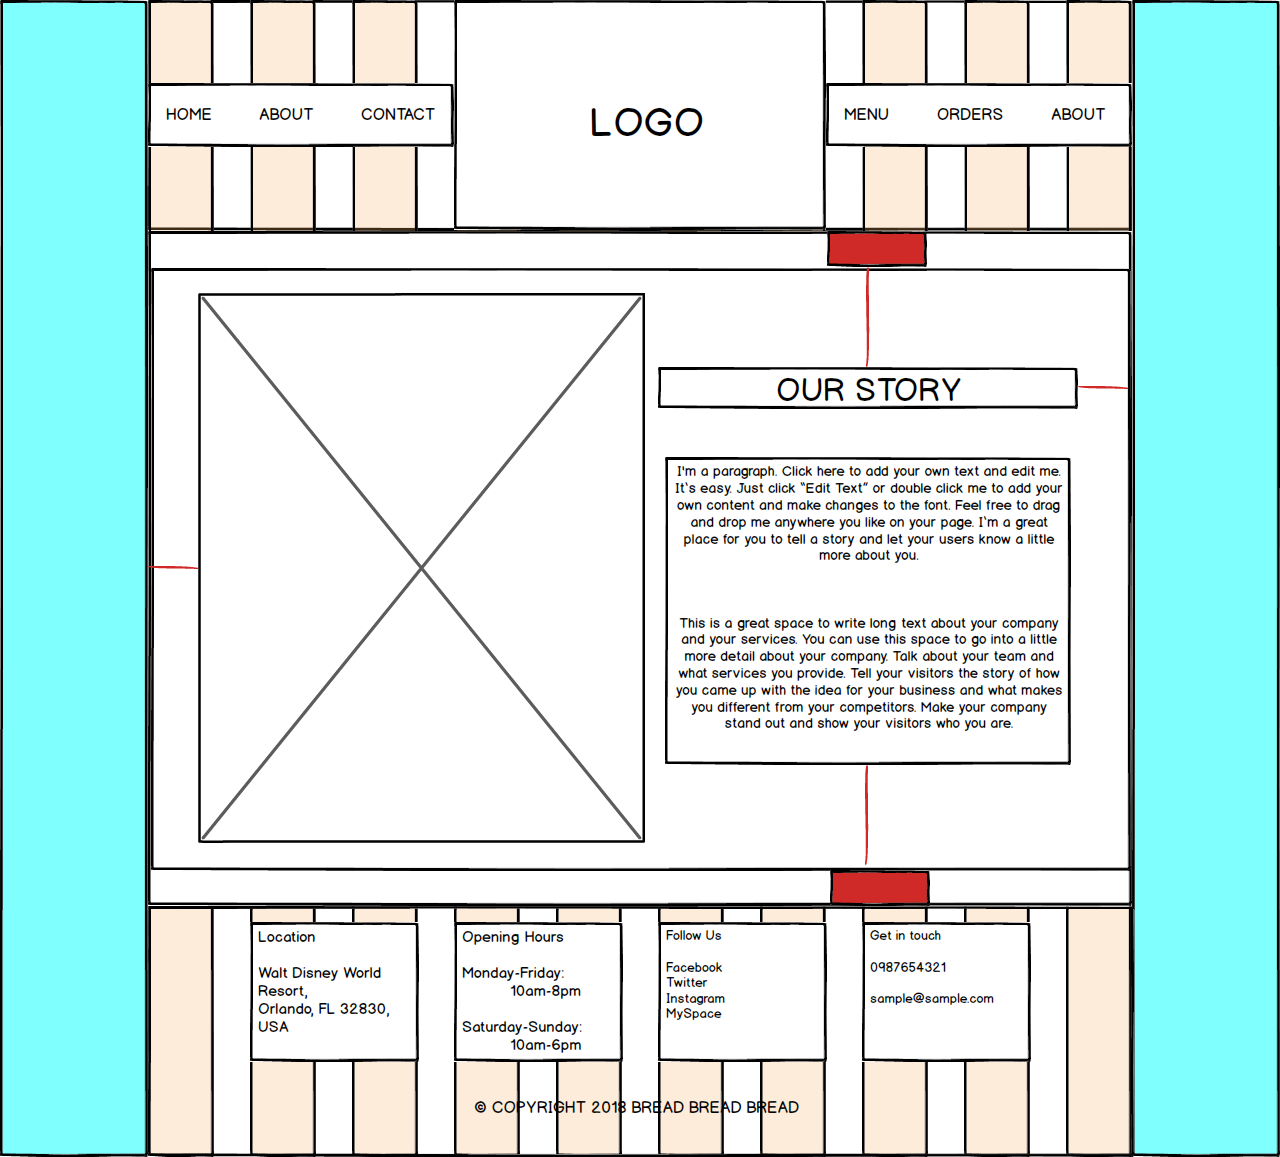 HOME ABOUT CONTACT
LOGO
MENU ORDERS ABOUT
OUR STORY
I'm a paragraph. Click here to add your own text and edit me.
It's easy. Just click "Edit Text" or double click me to add your
own content and make changes to the font. Feel free to drag
and drop me anywhere you like on your page. I'm a great
place for you to tell a story and let your users know a little
more about you.
This is a great space to write long text about your company
and your services. You can use this space to go into a little
more detail about your company. Talk about your team and
what services you provide. Tell your visitors the story of how
you came up with the idea for your business and what makes
you different from your competitors. Make your company
stand out and show your visitors who you are.
Location
Walt Disney World
Resort,
Orlando, FL 32830,
USA
Opening Hours
Monday-Friday:
10am-8pm
Saturday-Sunday:
10am-6pm
Follow Us
Facebook
Twitter
Instagram
MySpace
Get in touch
0987654321
sample@sample.com
© COPYRIGHT 2018 BREAD BREAD BREAD